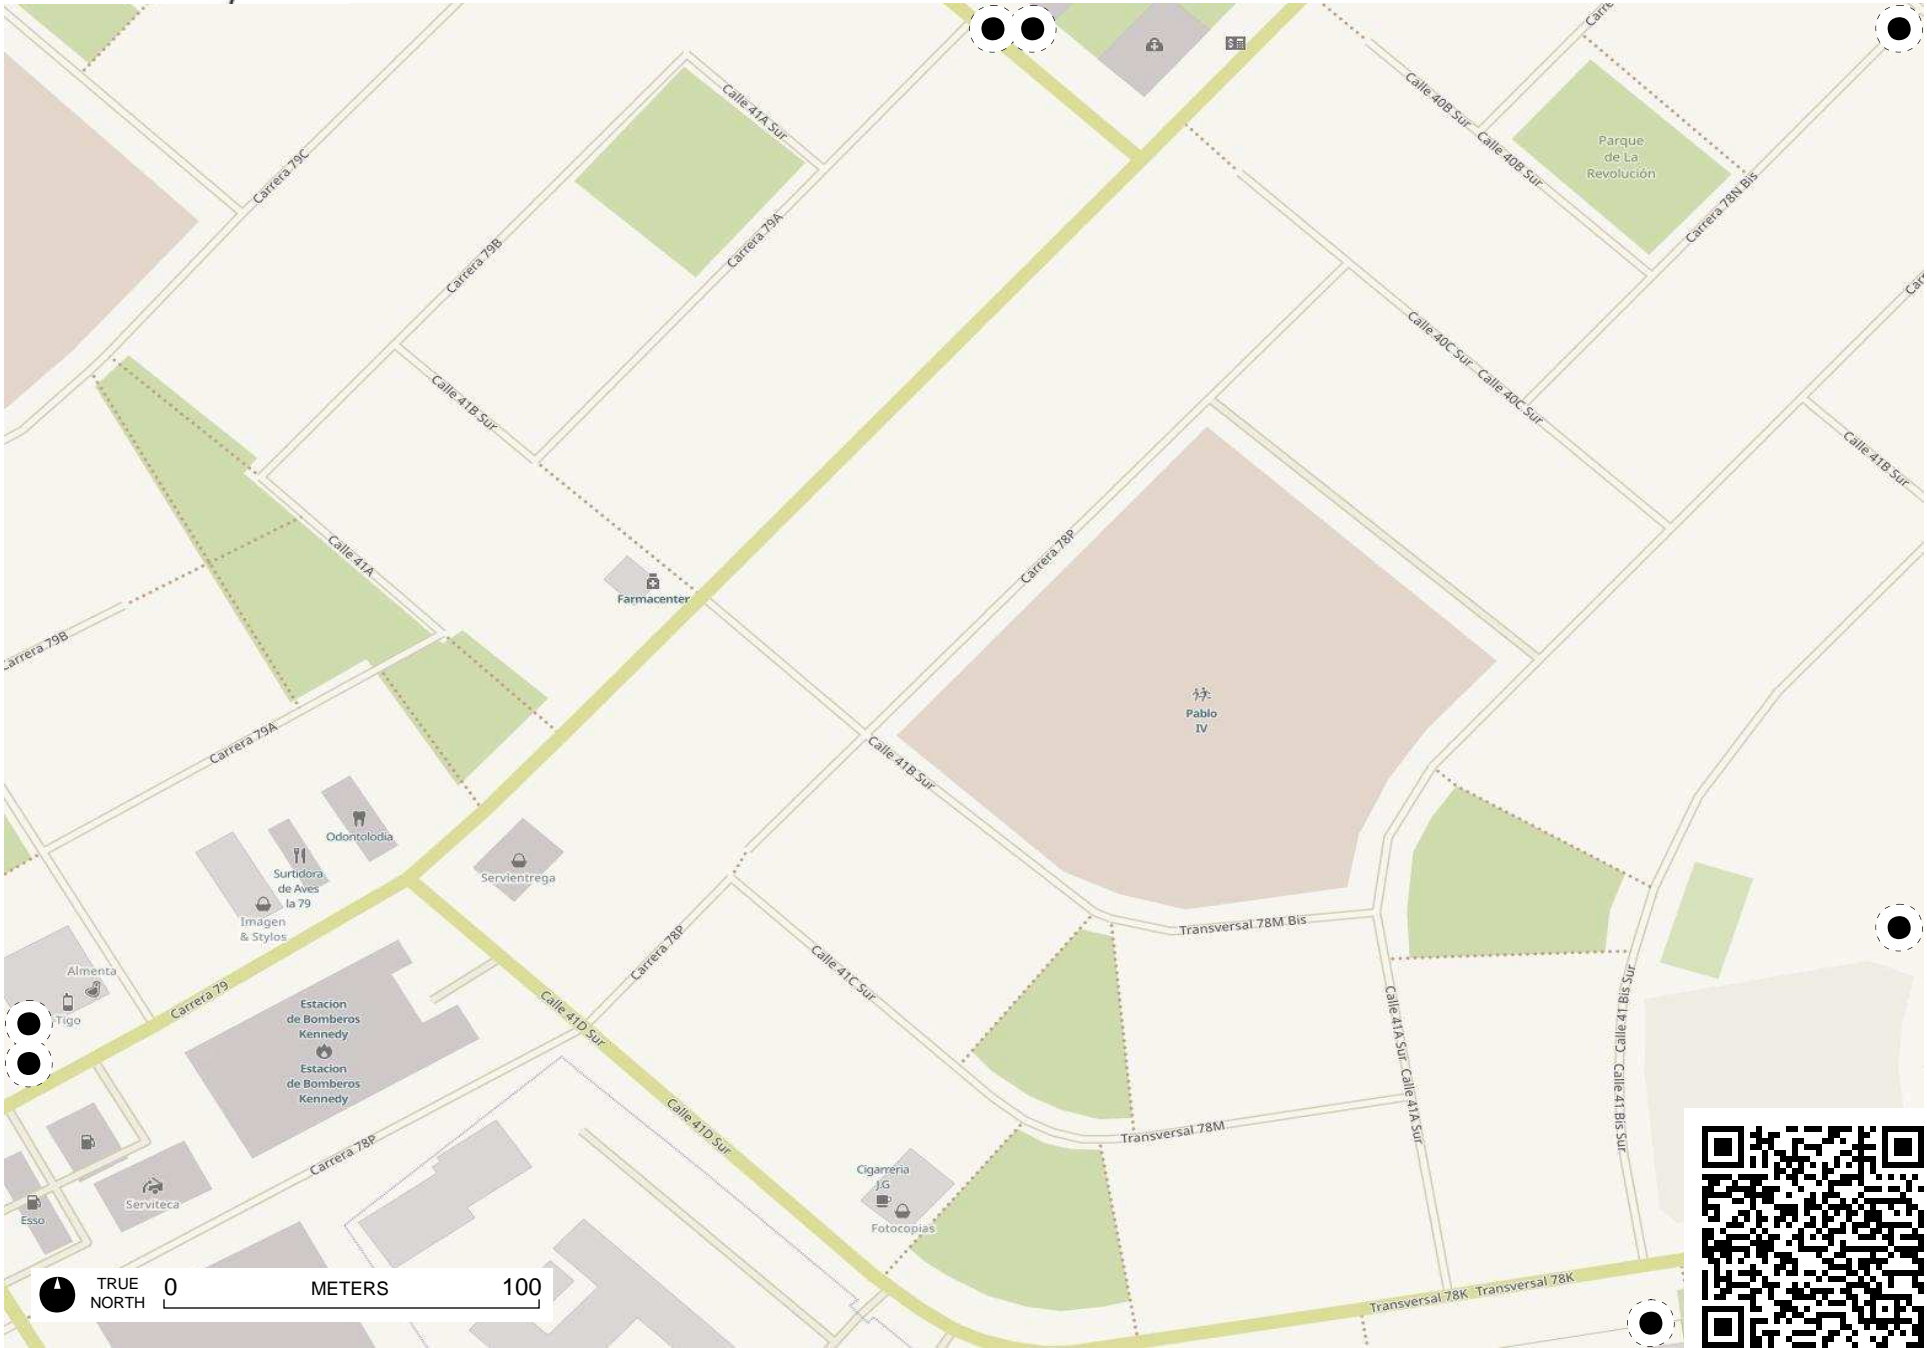 Calle 41A Sur
Calle 40B Sur
Calle 40B Sur
Parque
de La
Revolución
Carrera 79C
Carrera 79A
Carrera 79B
Carrera 78N Bis
Calle 41B Sur
Calle 40C Sur
Calle 40C Sur
Calle 41B Sur
Calle 41A
Carrera 78P
Farmacenter
Carrera 79B
Pablo
IV
Carrera 79A
Calle 41B Sur
Odontolodia
Surtidora
de Aves
la 79
Servientrega
Imagen
& Stylos
Transversal 78M Bis
Carrera 78P
Calle 41C Sur
Almenta
Tigo
Carrera 79
Estacion
de Bomberos
Kennedy
Estacion
de Bomberos
Kennedy
Calle 41D Sur
Calle 41A Sur
Calle 41A Sur
Calle 41 Bis Sur
Calle 41 Bis Sur
Calle 41D Sur
Transversal 78M
Carrera 78P
Cigarreria
J.G
Fotocopias
Serviteca
Esso
TRUE
NORTH
0 METERS 100
Transversal 78K
Transversal 78K